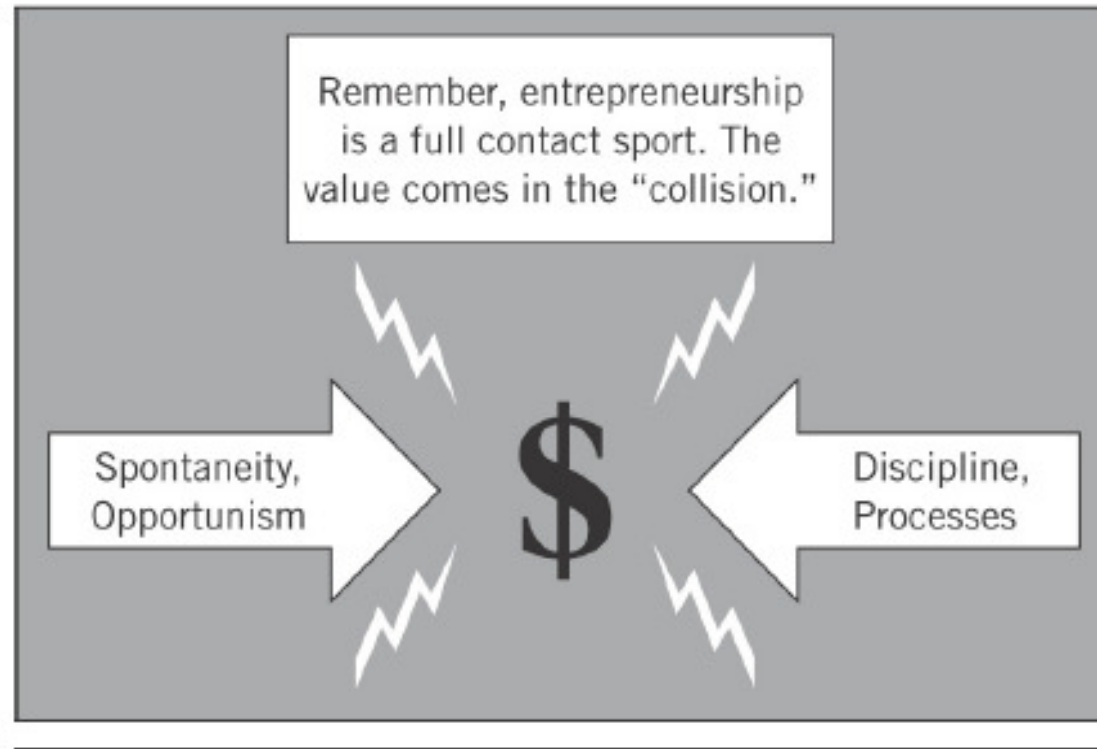 Remember, entrepreneurship
is a full contact sport. The
value comes in the “collision.”
Spontaneity,
Opportunism
$
Discipline,
Processes